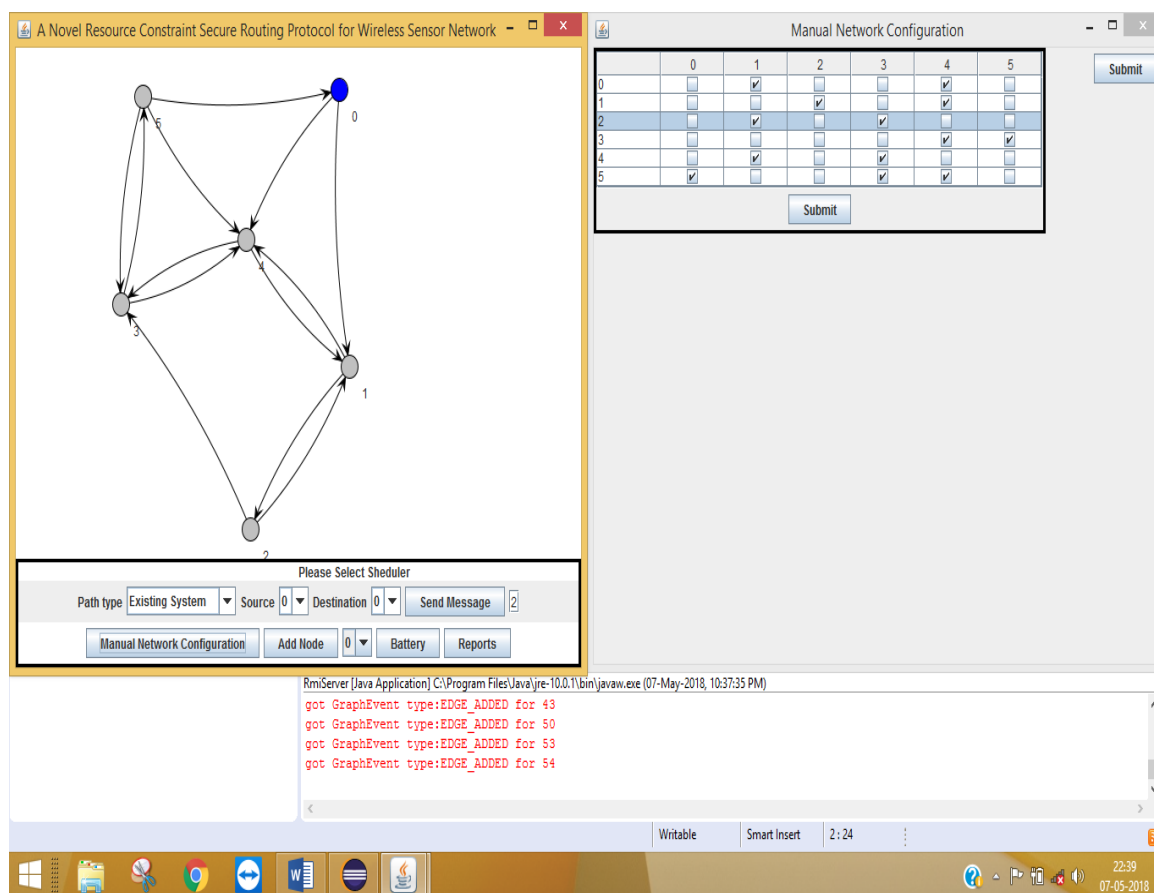 A Novel Resource Constraint Secure Routing Protocol for Wireless Sensor Network
5
0
4
3
1
2
Please Select Sheduler
Path type Existing System Source 0 Destination 0 Send Message 2
Manual Network Configuration Add Node 0 Battery Reports
Manual Network Configuration
0 1 2 3 4 5
0
1
2
3
4
5
Submit
Submit
RmiServer [Java Application] C:\Program Files\Java\jre-10.0.1\bin\javaw.exe (07-May-2018, 10:37:35 PM)
got GraphEvent type:EDGE_ADDED for 43
got GraphEvent type:EDGE_ADDED for 50
got GraphEvent type:EDGE_ADDED for 53
got GraphEvent type:EDGE_ADDED for 54
Writable Smart Insert 2 : 24
22:39
07-05-2018